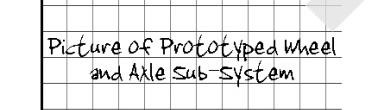 Picture of Prototyped Wheel
and Axle Sub-System